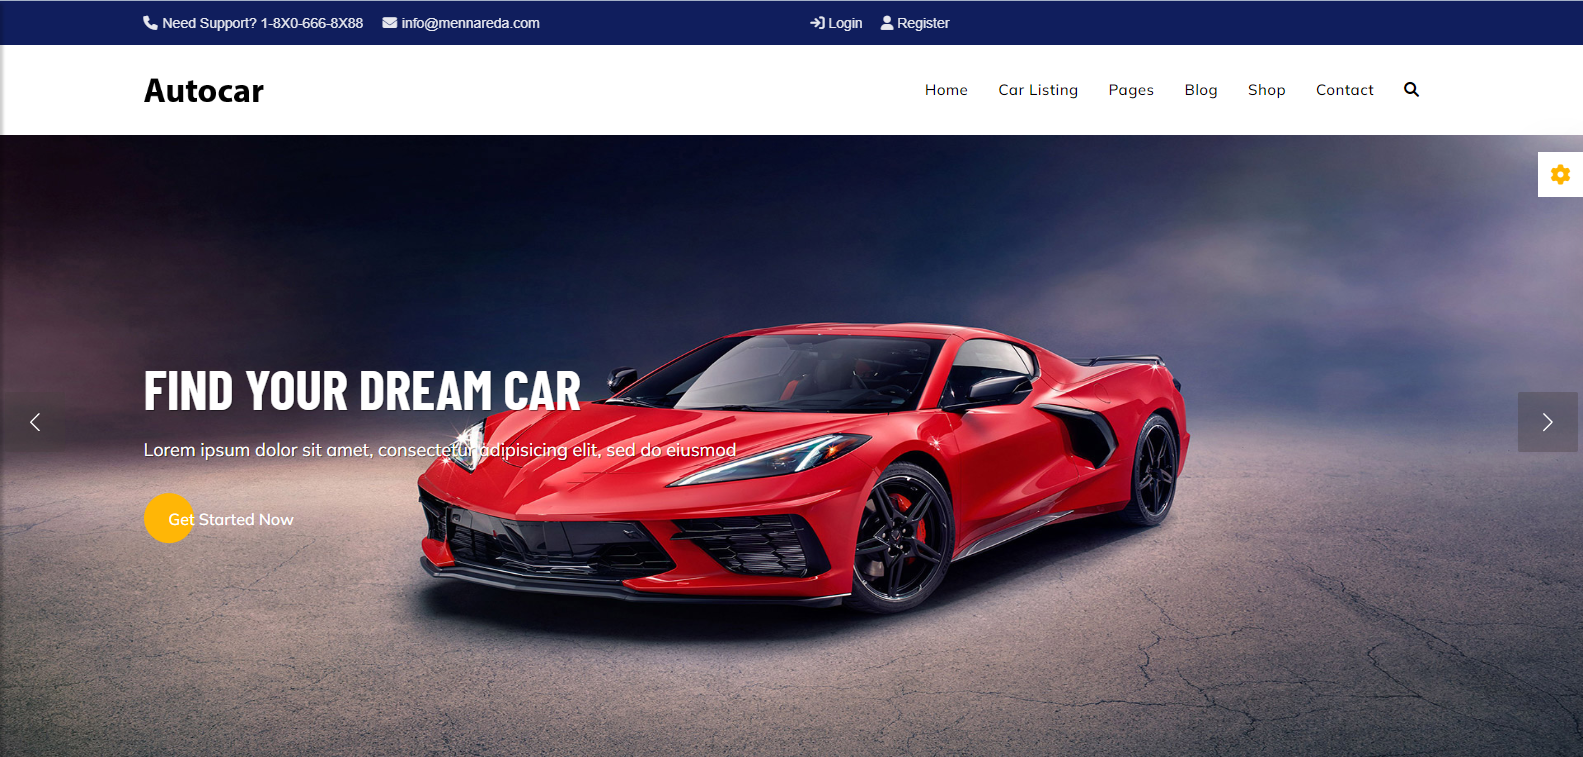 Need Support? 1-8X0-666-8X88 info@mennareda.com Login Register
Autocar Home Car Listing Pages Blog Shop Contact
FIND YOUR DREAM CAR
Lorem ipsum dolor sit amet, consectetur adipisicing elit, sed do eiusmod
Get Started Now